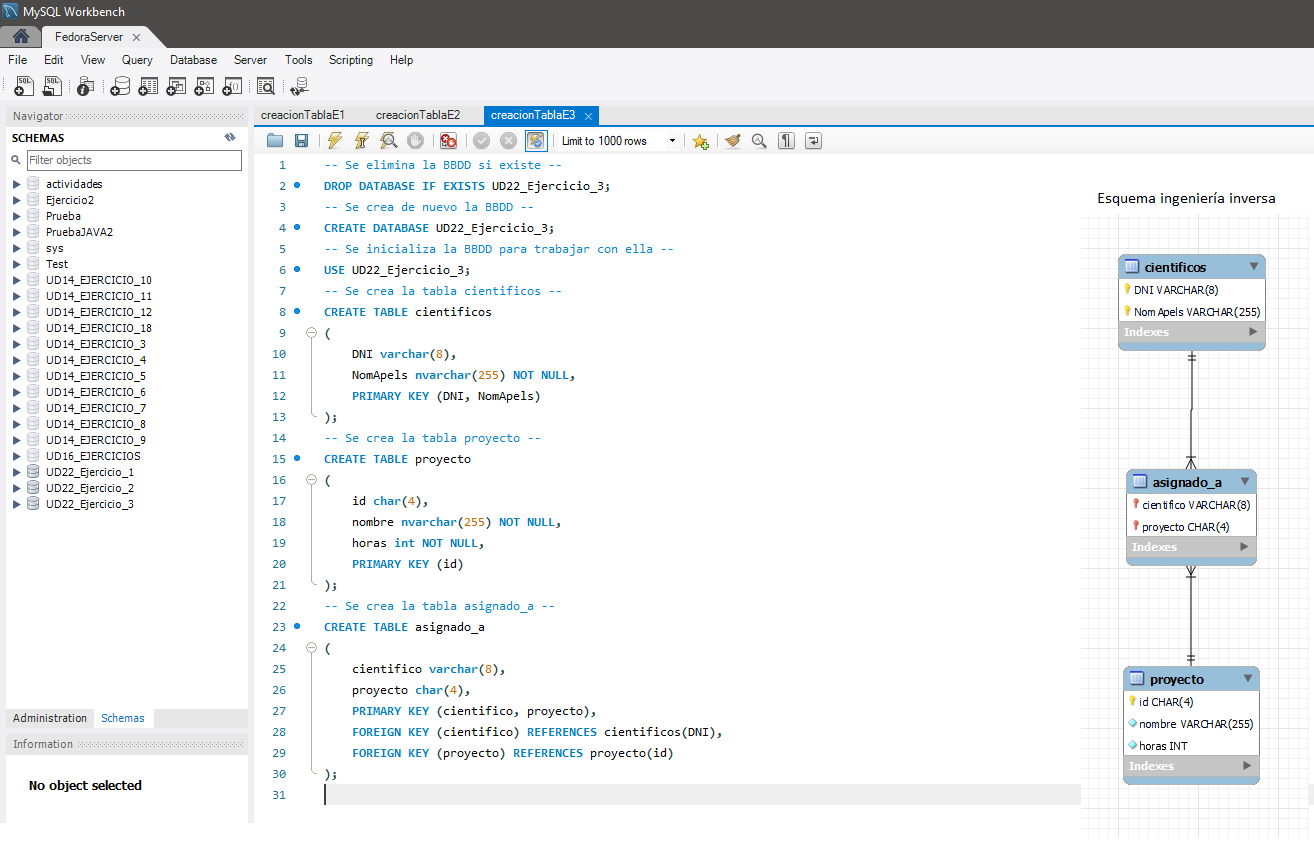 MySQL Workbench
FedoraServer
File Edit View Query Database Server Tools Scripting Help
Navigator
SCHEMAS
Filter objects
actividades
Ejercicio2
Prueba
PruebaJAVA2
sys
Test
UD14_EJERCICIO_10
UD14_EJERCICIO_11
UD14_EJERCICIO_12
UD14_EJERCICIO_18
UD14_EJERCICIO_3
UD14_EJERCICIO_4
UD14_EJERCICIO_5
UD14_EJERCICIO_6
UD14_EJERCICIO_7
UD14_EJERCICIO_8
UD14_EJERCICIO_9
UD16_EJERCICIOS
UD22_Ejercicio_1
UD22_Ejercicio_2
UD22_Ejercicio_3
Administration Schemas
Information
No object selected
creacionTablaE1 creacionTablaE2 creacionTablaE3
Limit to 1000 rows
1 -- Se elimina la BBDD si existe --
2 DROP DATABASE IF EXISTS UD22_Ejercicio_3;
3 -- Se crea de nuevo la BBDD --
4 CREATE DATABASE UD22_Ejercicio_3;
5 -- Se inicializa la BBDD para trabajar con ella --
6 USE UD22_Ejercicio_3;
7 -- Se crea la tabla cientificos --
8 CREATE TABLE cientificos
9 (
10 DNI varchar(8),
11 NomApels nvarchar(255) NOT NULL,
12 PRIMARY KEY (DNI, NomApels)
13 );
14 -- Se crea la tabla proyecto --
15 CREATE TABLE proyecto
16 (
17 id char(4),
18 nombre nvarchar(255) NOT NULL,
19 horas int NOT NULL,
20 PRIMARY KEY (id)
21 );
22 -- Se crea la tabla asignado_a --
23 CREATE TABLE asignado_a
24 (
25 cientifico varchar(8),
26 proyecto char(4),
27 PRIMARY KEY (cientifico, proyecto),
28 FOREIGN KEY (cientifico) REFERENCES cientificos(DNI),
29 FOREIGN KEY (proyecto) REFERENCES proyecto(id)
30 );
31
Esquema ingeniería inversa
cientificos
DNI VARCHAR(8)
NomApels VARCHAR(255)
Indexes
asignado_a
cientifico VARCHAR(8)
proyecto CHAR(4)
Indexes
proyecto
id CHAR(4)
nombre VARCHAR(255)
horas INT
Indexes